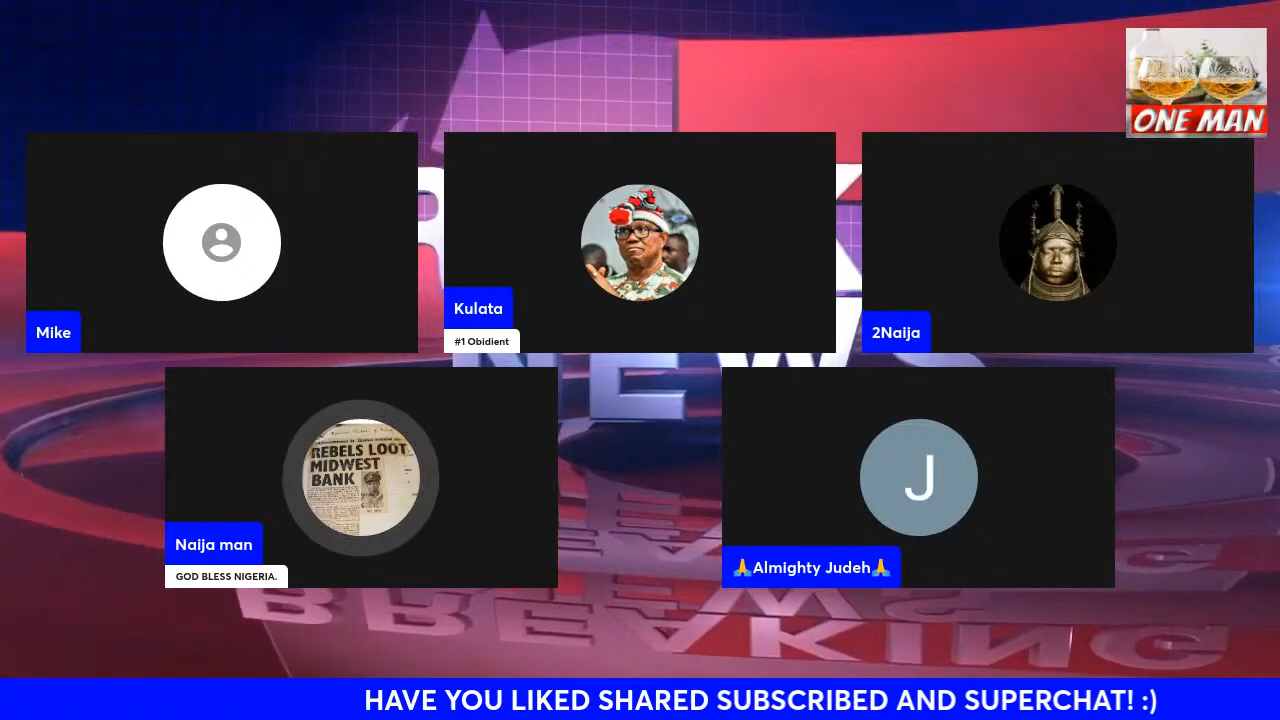 ONE MAN
Mike
Kulata
#1 Obidient
2Naija
REBELS LOOT
MIDWEST
BANK
Naija man
GOD BLESS NIGERIA.
J
🙏Almighty Judeh🙏
NEWS
BREAKING
HAVE YOU LIKED SHARED SUBSCRIBED AND SUPERCHAT! :)